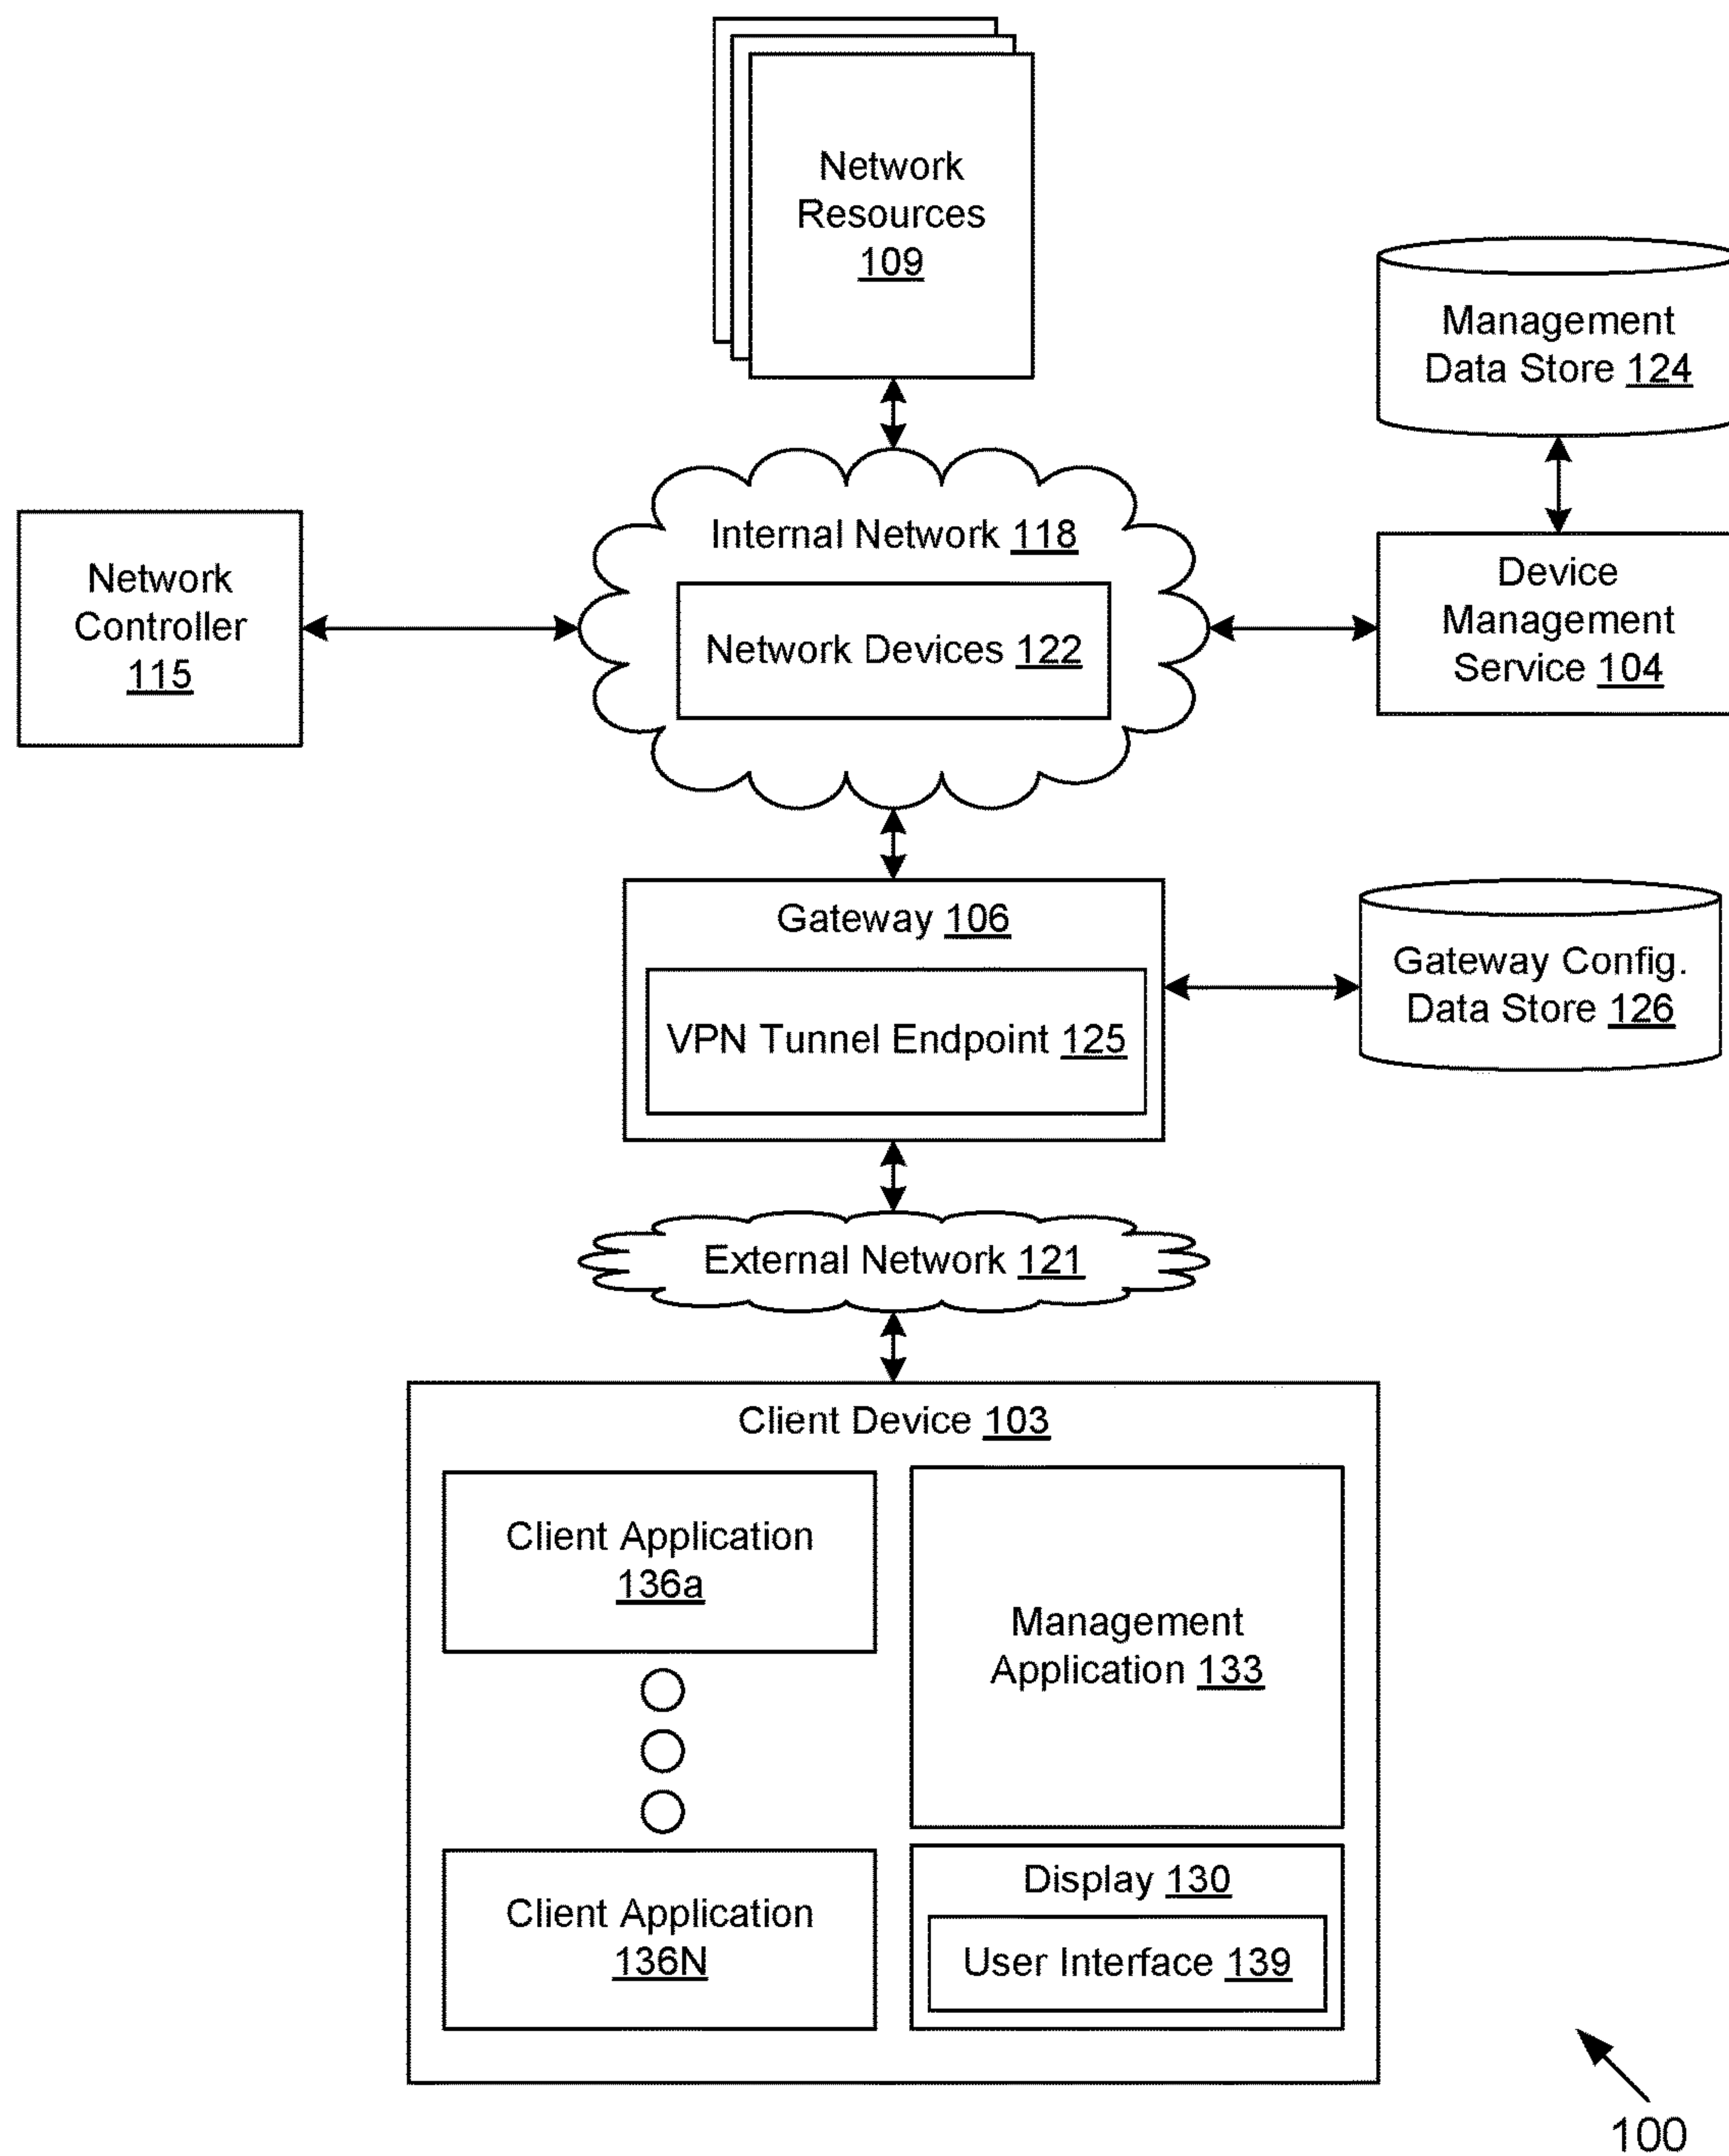 Network
Resources
109
Management
Data Store 124
Internal Network 118
Network Devices 122
Network
Controller
115
Device
Management
Service 104
Gateway 106
VPN Tunnel Endpoint 125
Gateway Config.
Data Store 126
External Network 121
Client Device 103
Client Application
136a
Management
Application 133
Client Application
136N
Display 130
User Interface 139
100